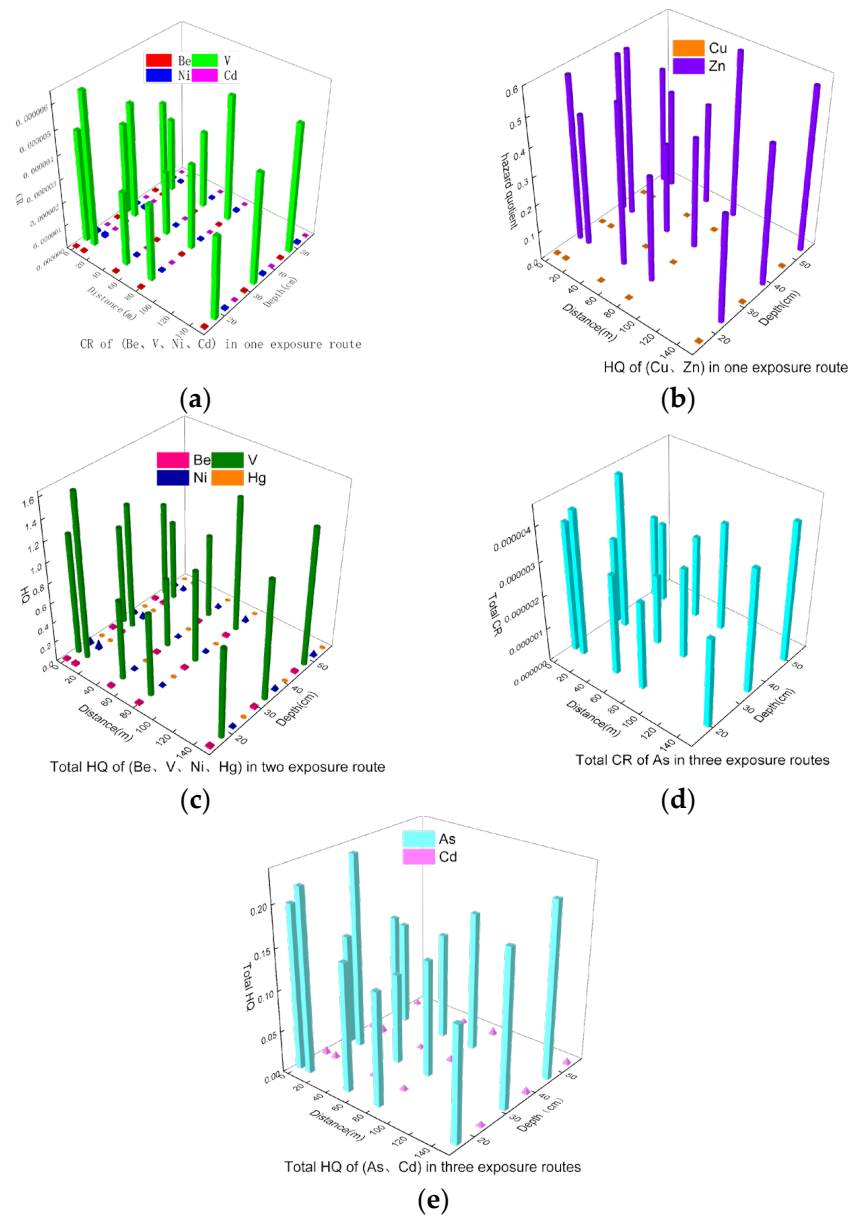 Be V
Ni Cd
0.000006
0.000005
0.000004
0.000003
0.000002
0.000001
0.000000
CR
0 20 40 60 80 100 120 140
Distance(m)
20 30 40 50
Depth(cm)
CR of (Be、V、Ni、Cd) in one exposure route
(a)
Cu
Zn
0.6
0.5
0.4
0.3
0.2
0.1
0.0
hazard quotient
0 20 40 60 80 100 120 140
Distance(m)
20 30 40 50
Depth(cm)
HQ of (Cu、Zn) in one exposure route
(b)
Be V
Ni Hg
1.6
1.4
1.2
1.0
0.8
0.6
0.4
0.2
0.0
HQ
0 20 40 60 80 100 120 140
Distance(m)
20 30 40 50
Depth(cm)
Total HQ of (Be、V、Ni、Hg) in two exposure route
(c)
0.000004
0.000003
0.000002
0.000001
0.000000
Total CR
0 20 40 60 80 100 120 140
Distance(m)
20 30 40 50
Depth(cm)
Total CR of As in three exposure routes
(d)
As
Cd
0.20
0.15
0.10
0.05
0.00
Total HQ
0 20 40 60 80 100 120 140
Distance(m)
20 30 40 50
Depth（cm）
Total HQ of (As、Cd) in three exposure routes
(e)